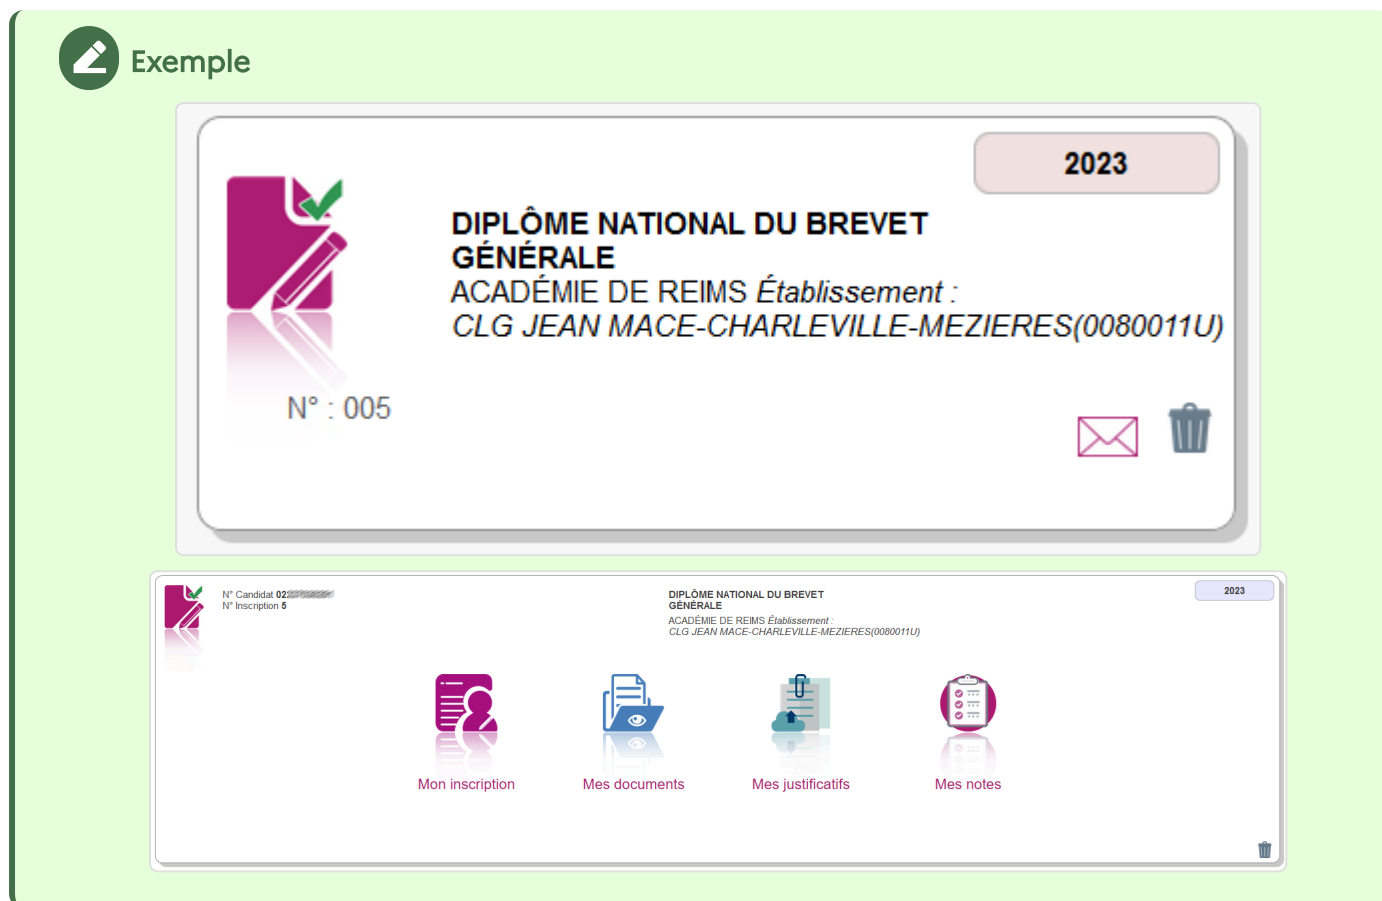 Exemple
2023
DIPLÔME NATIONAL DU BREVET
GÉNÉRALE
ACADÉMIE DE REIMS Établissement :
CLG JEAN MACE-CHARLEVILLE-MEZIERES(0080011U)
N° : 005
N° Candidat 02
N° Inscription 5
DIPLÔME NATIONAL DU BREVET
GÉNÉRALE
ACADÉMIE DE REIMS Établissement :
CLG JEAN MACE-CHARLEVILLE-MEZIERES(0080011U)
2023
Mon inscription
Mes documents
Mes justificatifs
Mes notes